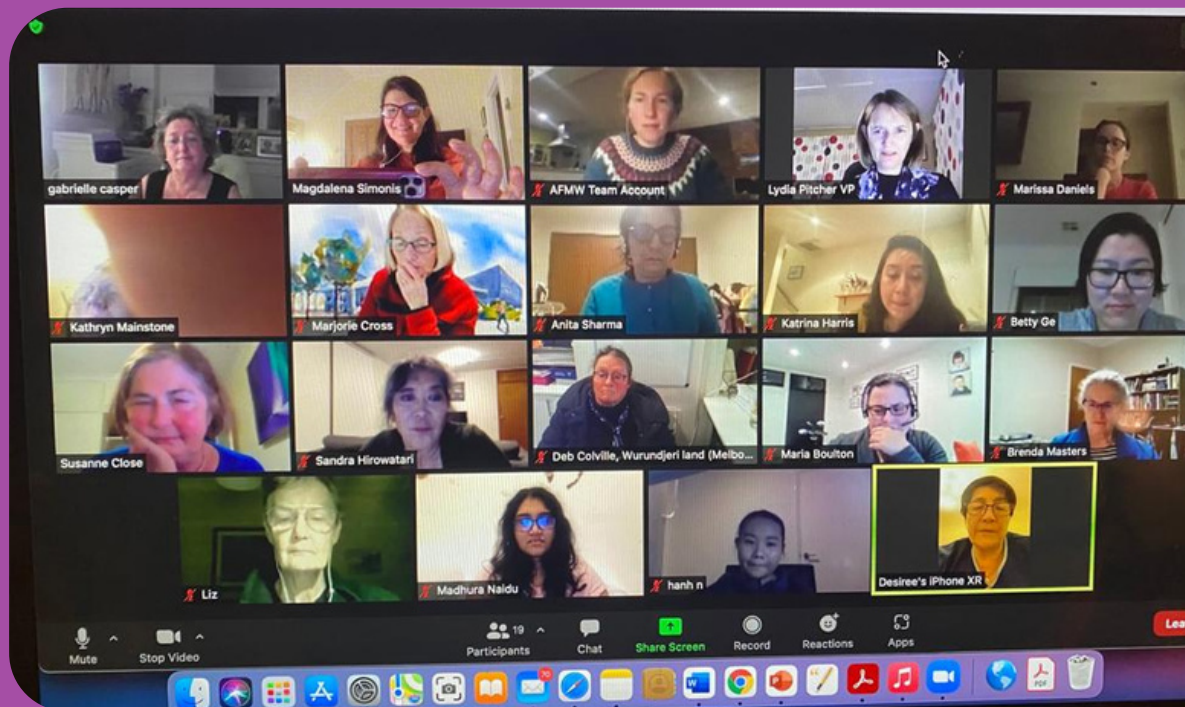 gabrielle casper
Magdalena Simonis
AFMW Team Account
Lydia Pitcher VP
Marissa Daniels
Kathryn Mainstone
Marjorie Cross
Anita Sharma
Katrina Harris
Betty Ge
Susanne Close
Sandra Hirowatari
Deb Colville, Wurundjeri land (Melbo...
Maria Boulton
Brenda Masters
Liz
Madhura Naidu
hanh n
Desiree's iPhone XR
Mute
Stop Video
19
Participants
Chat
Share Screen
Record
Reactions
Apps
Lea
PDF